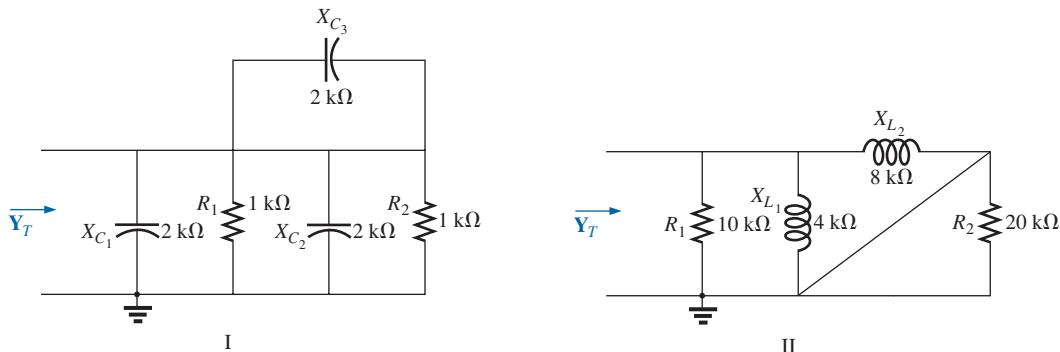 X_{C_3}
2 kΩ
Y_T
X_{C_1}
2 kΩ
R_1
1 kΩ
X_{C_2}
2 kΩ
R_2
1 kΩ
I
X_{L_2}
8 kΩ
Y_T
R_1
10 kΩ
X_{L_1}
4 kΩ
R_2
20 kΩ
II